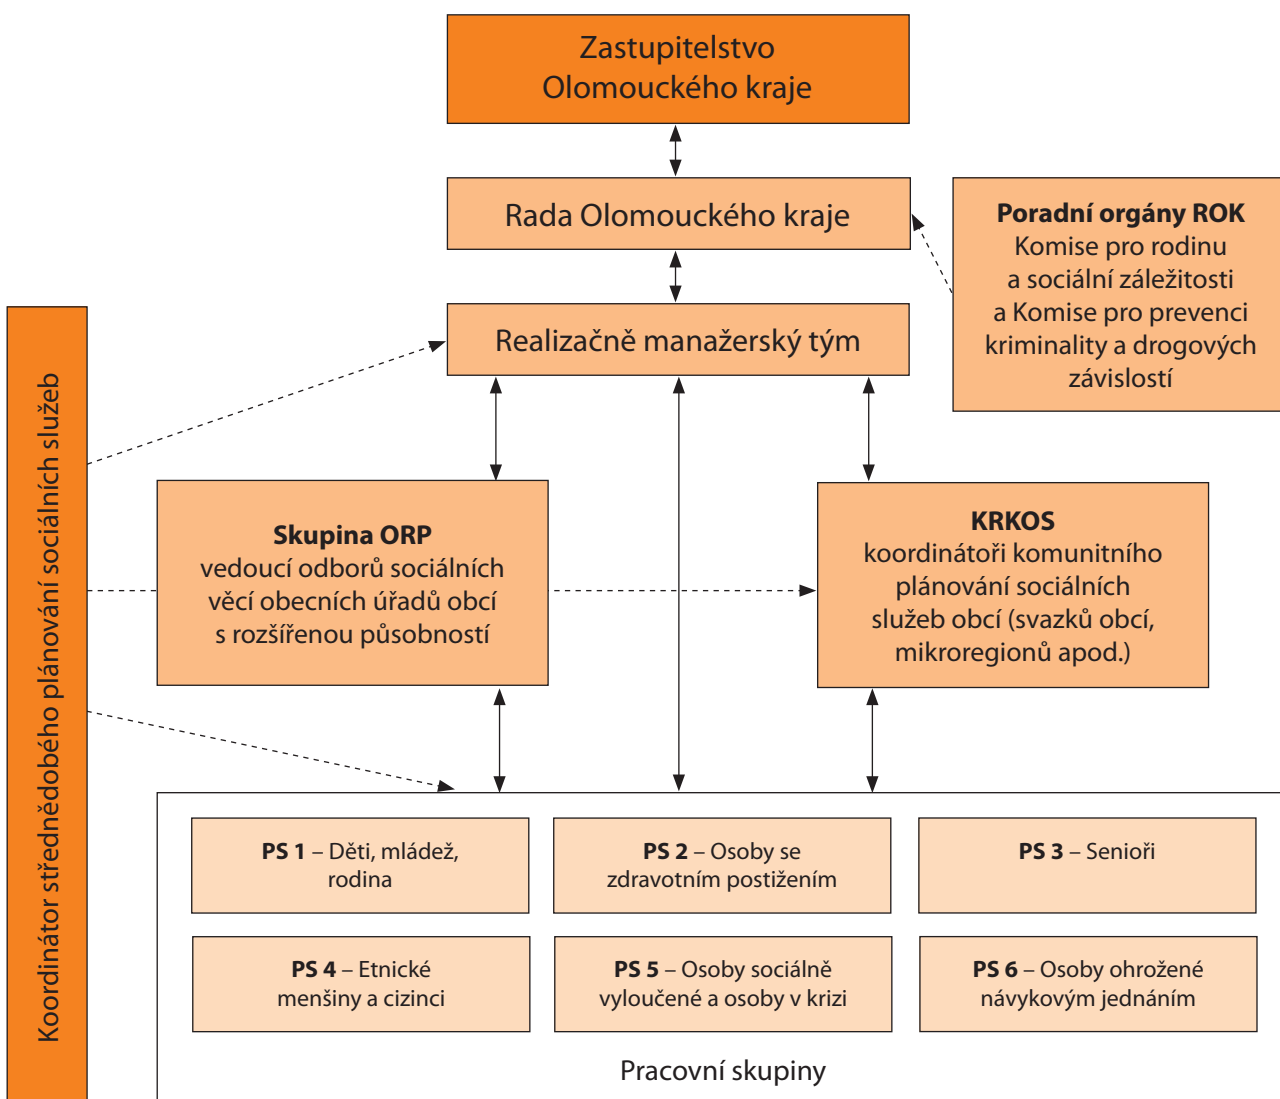 Zastupitelstvo
Olomouckého kraje
Rada Olomouckého kraje
Poradní orgány ROK
Komise pro rodinu
a sociální záležitosti
a Komise pro prevenci
kriminality a drogových
závislostí
Realizačně manažerský tým
Koordinátor střednědobého plánování sociálních služeb
Skupina ORP
vedoucí odborů sociálních
věcí obecních úřadů obcí
s rozšířenou působností
KRKOS
koordinátoři komunitního
plánování sociálních
služeb obcí (svazků obcí,
mikroregionů apod.)
PS 1 – Děti, mládež,
rodina
PS 2 – Osoby se
zdravotním postižením
PS 3 – Senioři
PS 4 – Etnické
menšiny a cizinci
PS 5 – Osoby sociálně
vyloučené a osoby v krizi
PS 6 – Osoby ohrožené
návykovým jednáním
Pracovní skupiny